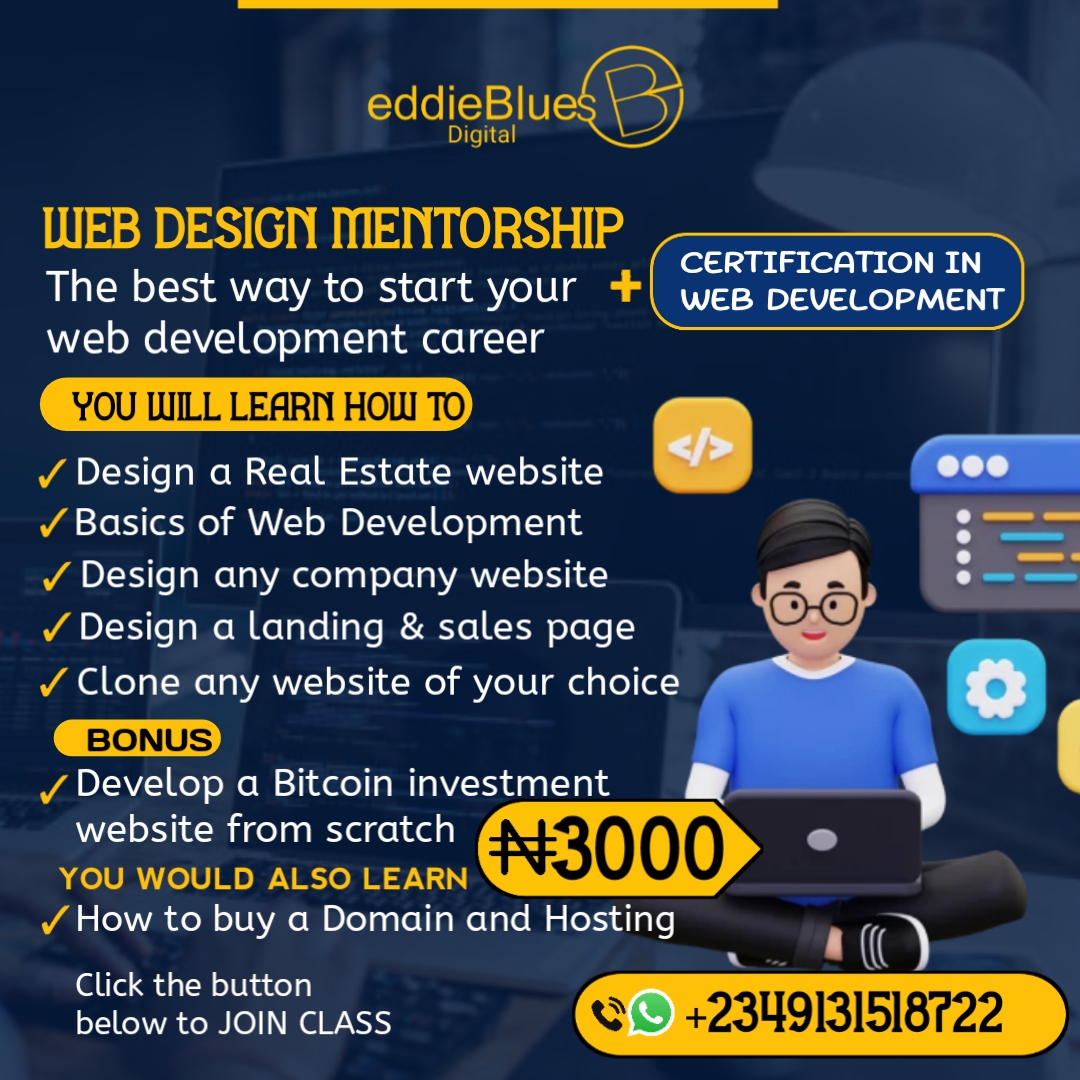 eddieBlues B
Digital
WEB DESIGN MENTORSHIP
The best way to start your
web development career
+
CERTIFICATION IN
WEB DEVELOPMENT
YOU WILL LEARN HOW TO
✓ Design a Real Estate website
✓ Basics of Web Development
✓ Design any company website
✓ Design a landing & sales page
✓ Clone any website of your choice
</>
BONUS
✓ Develop a Bitcoin investment
website from scratch
₦3000
YOU WOULD ALSO LEARN
✓ How to buy a Domain and Hosting
Click the button
below to JOIN CLASS
+2349131518722